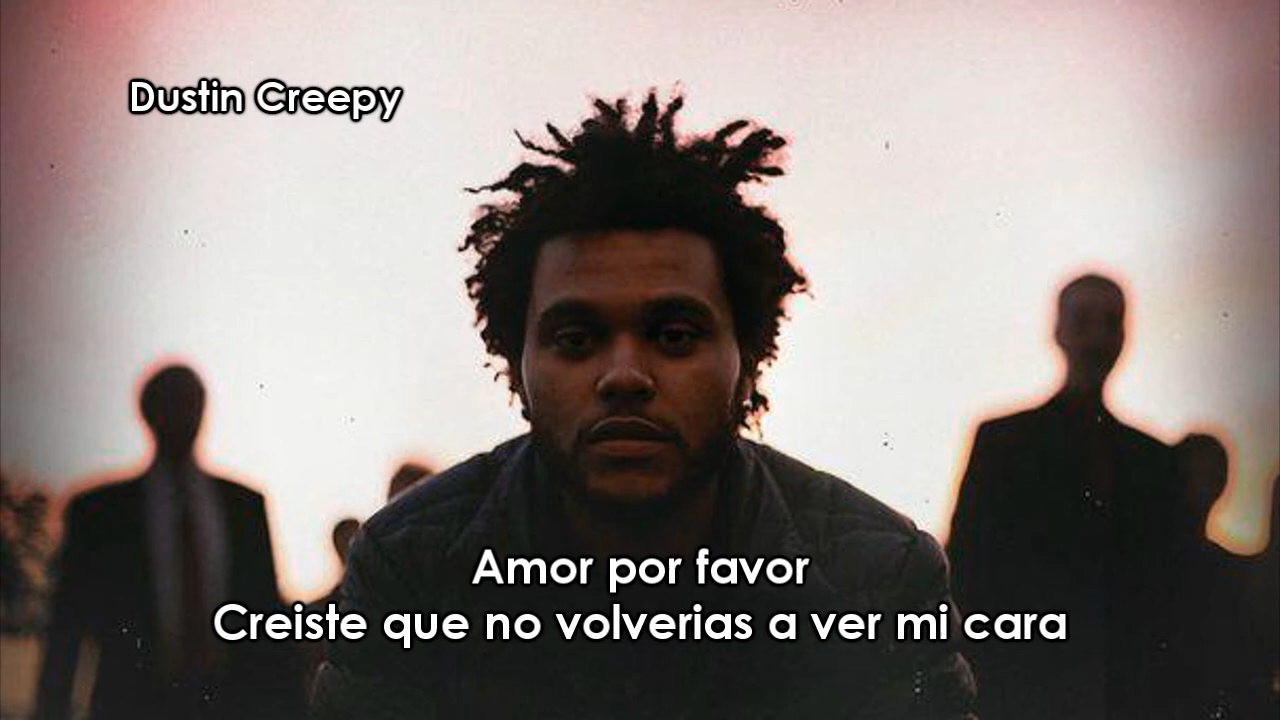 Dustin Creepy
Amor por favor
Creiste que no volverias a ver mi cara